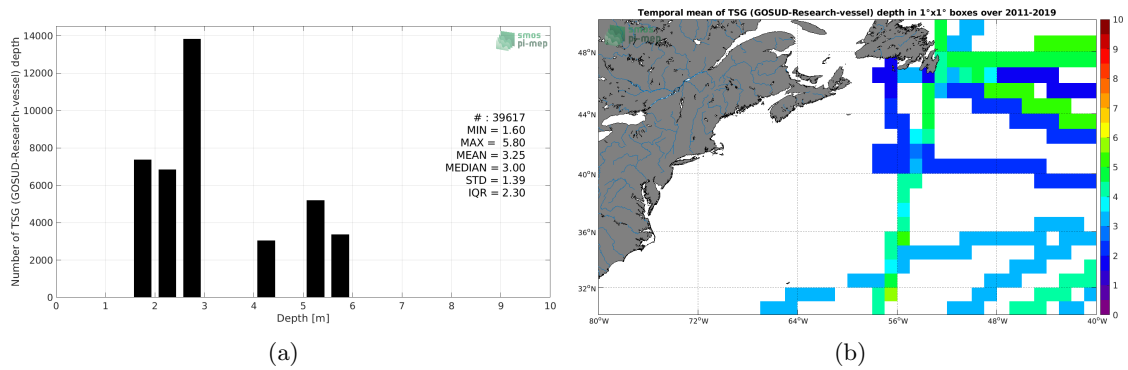 smos
pi-mep
# : 39617
MIN = 1.60
MAX = 5.80
MEAN = 3.25
MEDIAN = 3.00
STD = 1.39
IQR = 2.30
Number of TSG (GOSUD-Research-vessel) depth
14000
12000
10000
8000
6000
4000
2000
0
0 1 2 3 4 5 6 7 8 9 10
Depth [m]
(a)
Temporal mean of TSG (GOSUD-Research-vessel) depth in 1°x1° boxes over 2011-2019
smos
pi-mep
48°N
44°N
40°N
36°N
32°N
80°W 72°W 64°W 56°W 48°W 40°W
10
9
8
7
6
5
4
3
2
1
0
(b)